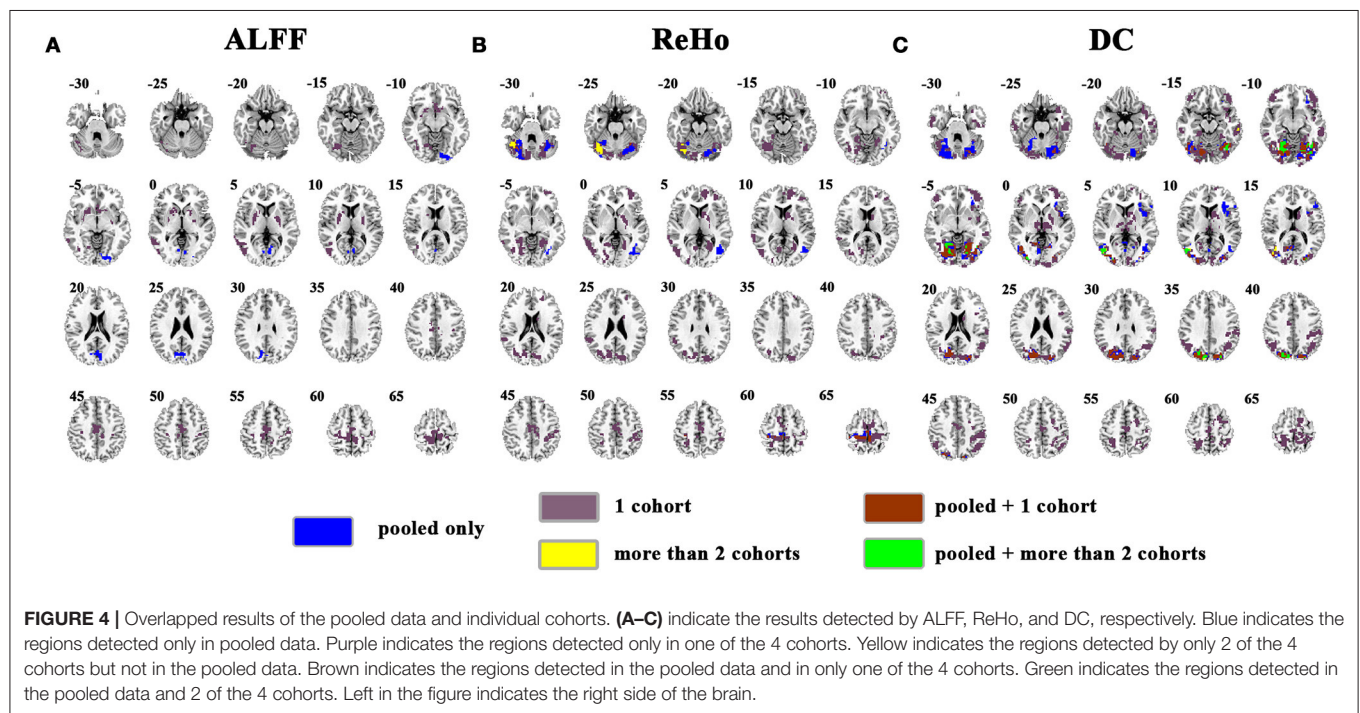 A ALFF B ReHo C DC
-30 -25 -20 -15 -10 -30 -25 -20 -15 -10 -30 -25 -20 -15 -10
-5 0 5 10 15 -5 0 5 10 15 -5 0 5 10 15
20 25 30 35 40 20 25 30 35 40 20 25 30 35 40
45 50 55 60 65 45 50 55 60 65 45 50 55 60 65
pooled only 1 cohort pooled + 1 cohort
more than 2 cohorts pooled + more than 2 cohorts
FIGURE 4 | Overlapped results of the pooled data and individual cohorts. (A–C) indicate the results detected by ALFF, ReHo, and DC, respectively. Blue indicates the
regions detected only in pooled data. Purple indicates the regions detected only in one of the 4 cohorts. Yellow indicates the regions detected by only 2 of the 4
cohorts but not in the pooled data. Brown indicates the regions detected in the pooled data and in only one of the 4 cohorts. Green indicates the regions detected in
the pooled data and 2 of the 4 cohorts. Left in the figure indicates the right side of the brain.